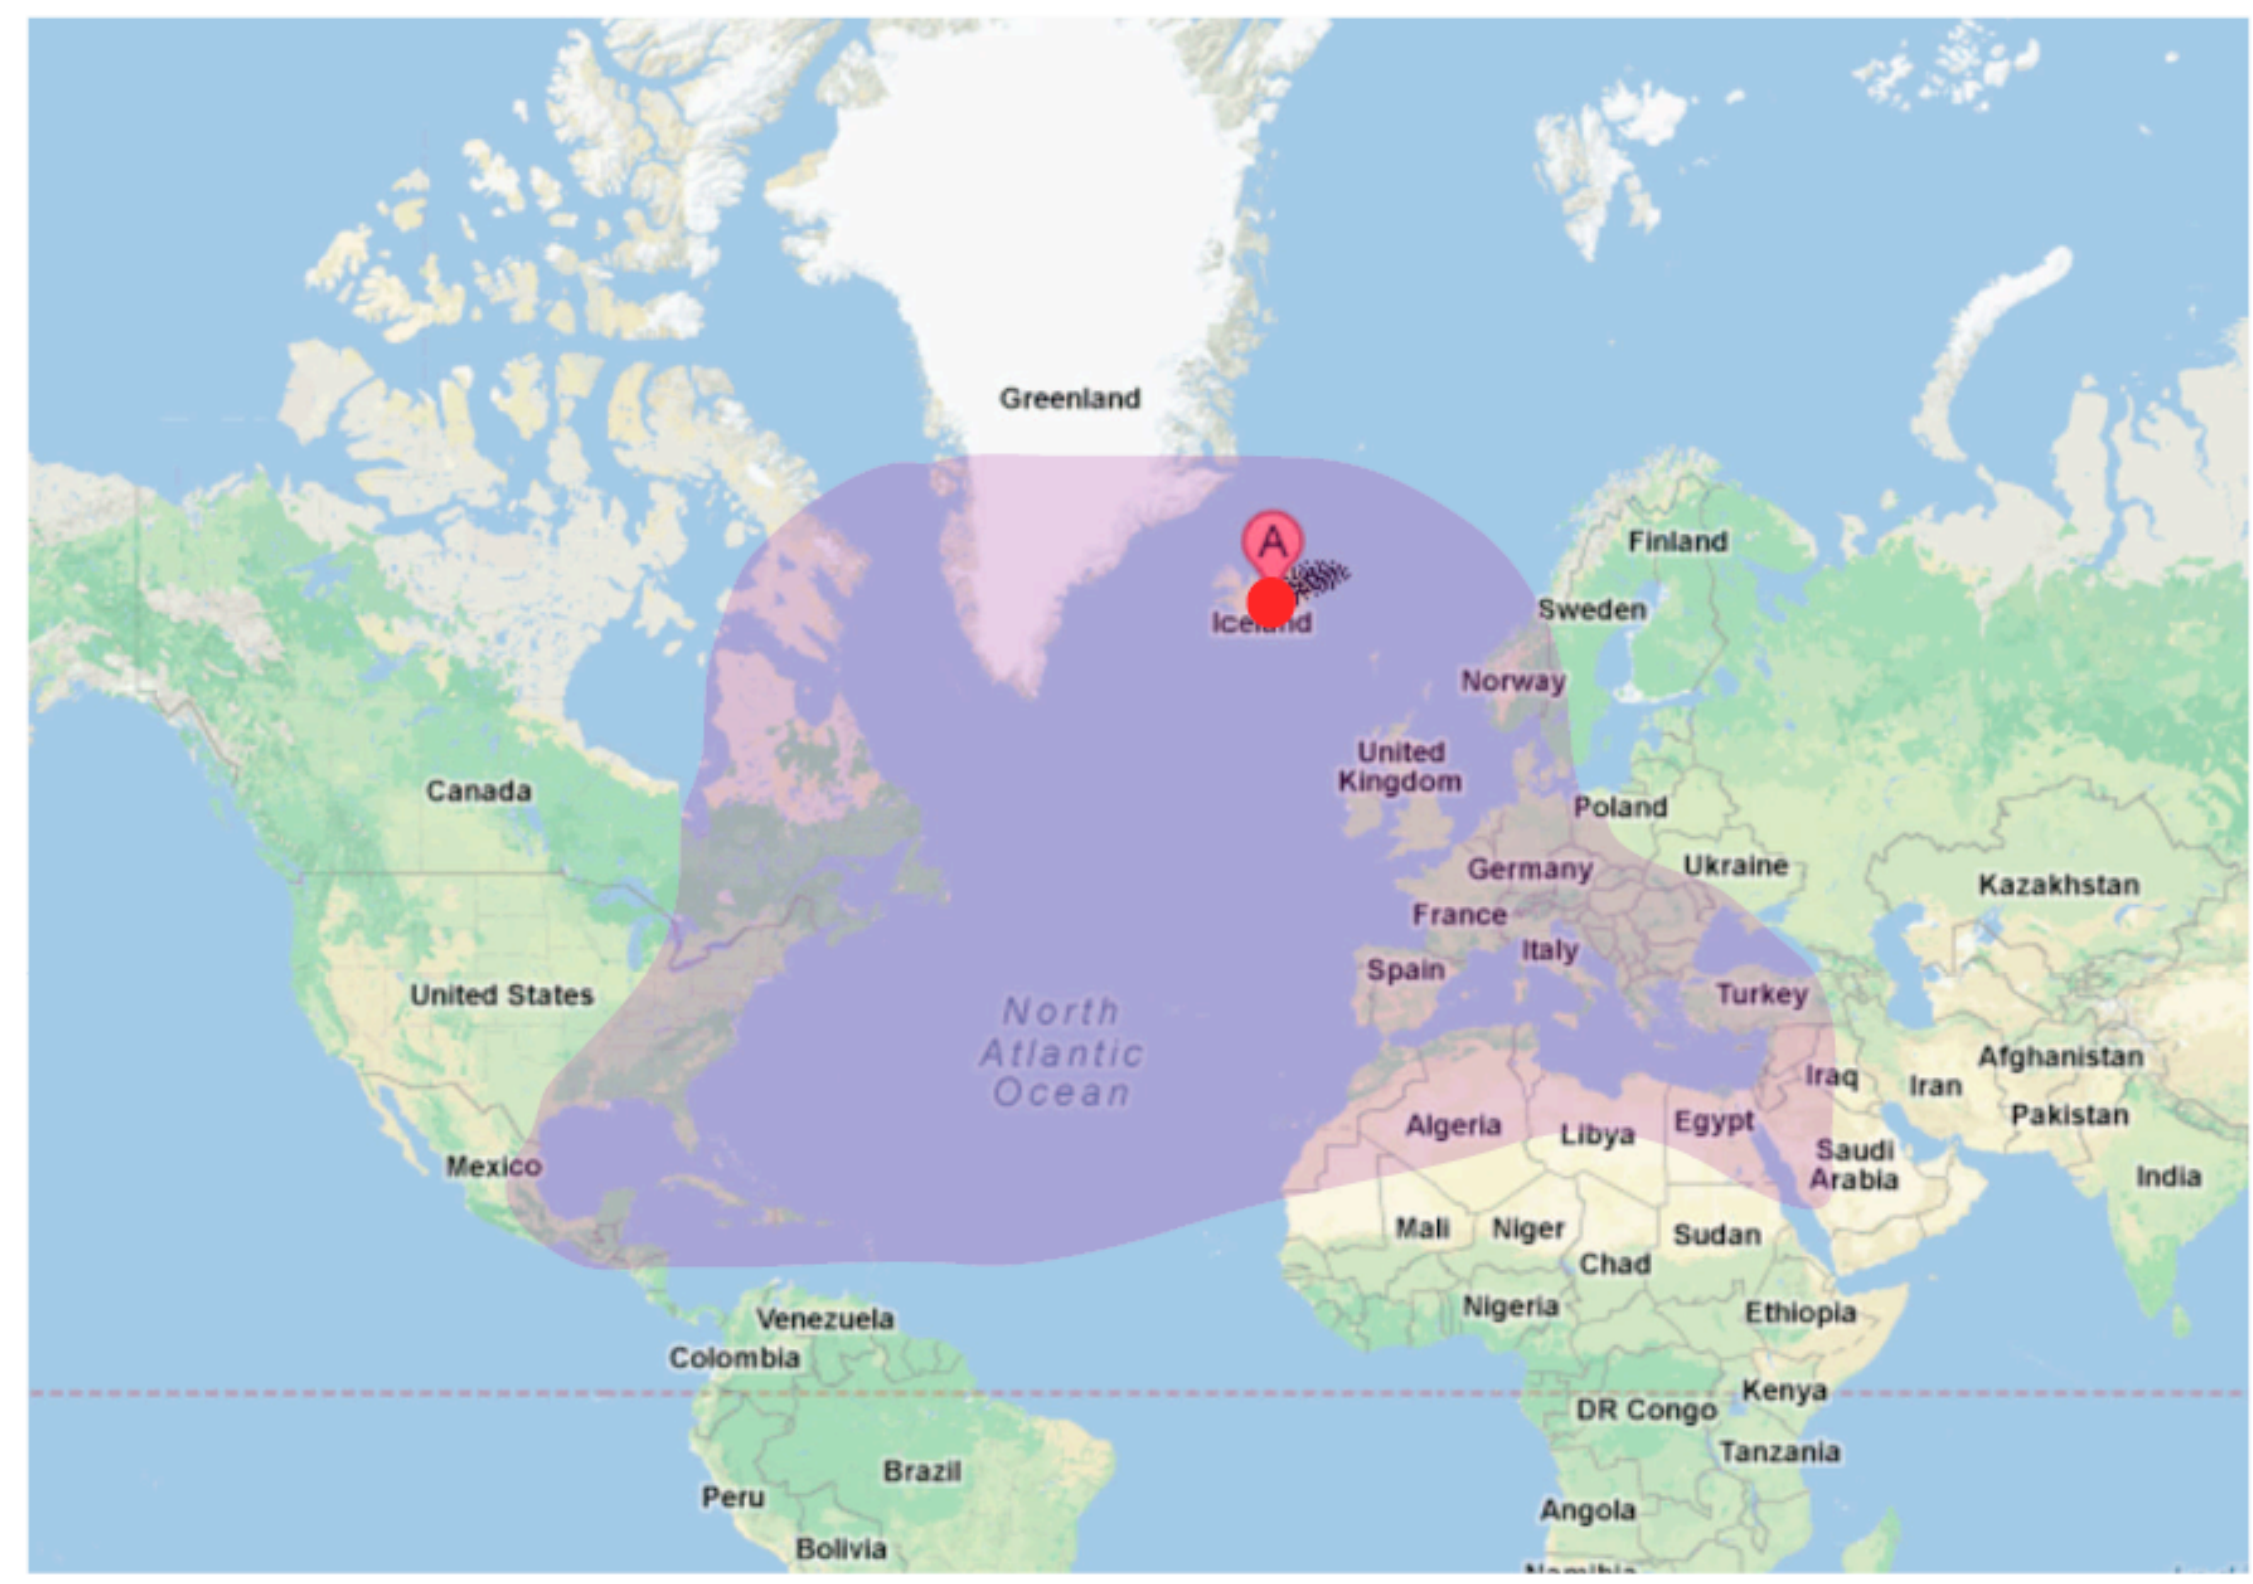 Greenland
A
Finland
Sweden
Iceland
Norway
United
Kingdom
Canada
Poland
Ukraine
Germany
Kazakhstan
France
Italy
Spain
United States
Turkey
North
Atlantic
Ocean
Afghanistan
Iraq
Iran
Pakistan
Algeria
Libya
Egypt
Saudi
Arabia
Mexico
India
Mali
Niger
Sudan
Chad
Nigeria
Ethiopia
Venezuela
Colombia
Kenya
DR Congo
Tanzania
Brazil
Peru
Angola
Bolivia
Namibia